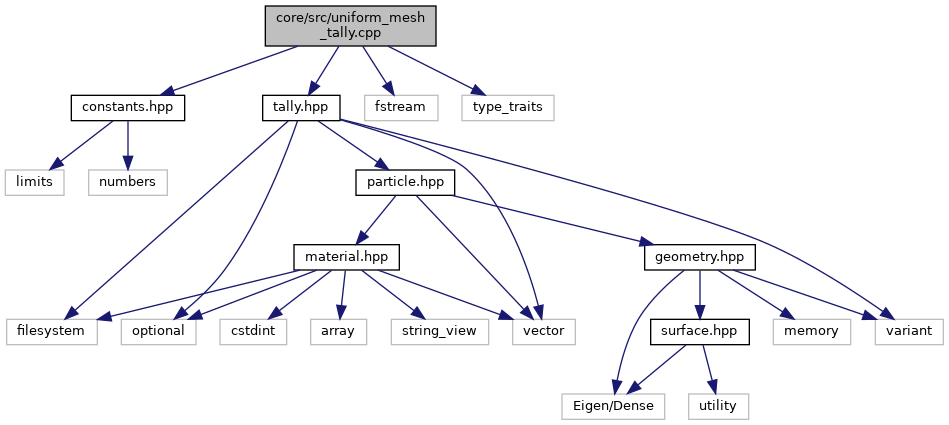 core/src/uniform_mesh
_tally.cpp
constants.hpp
tally.hpp
fstream
type_traits
limits
numbers
particle.hpp
material.hpp
geometry.hpp
filesystem
optional
cstdint
array
string_view
vector
surface.hpp
memory
variant
Eigen/Dense
utility